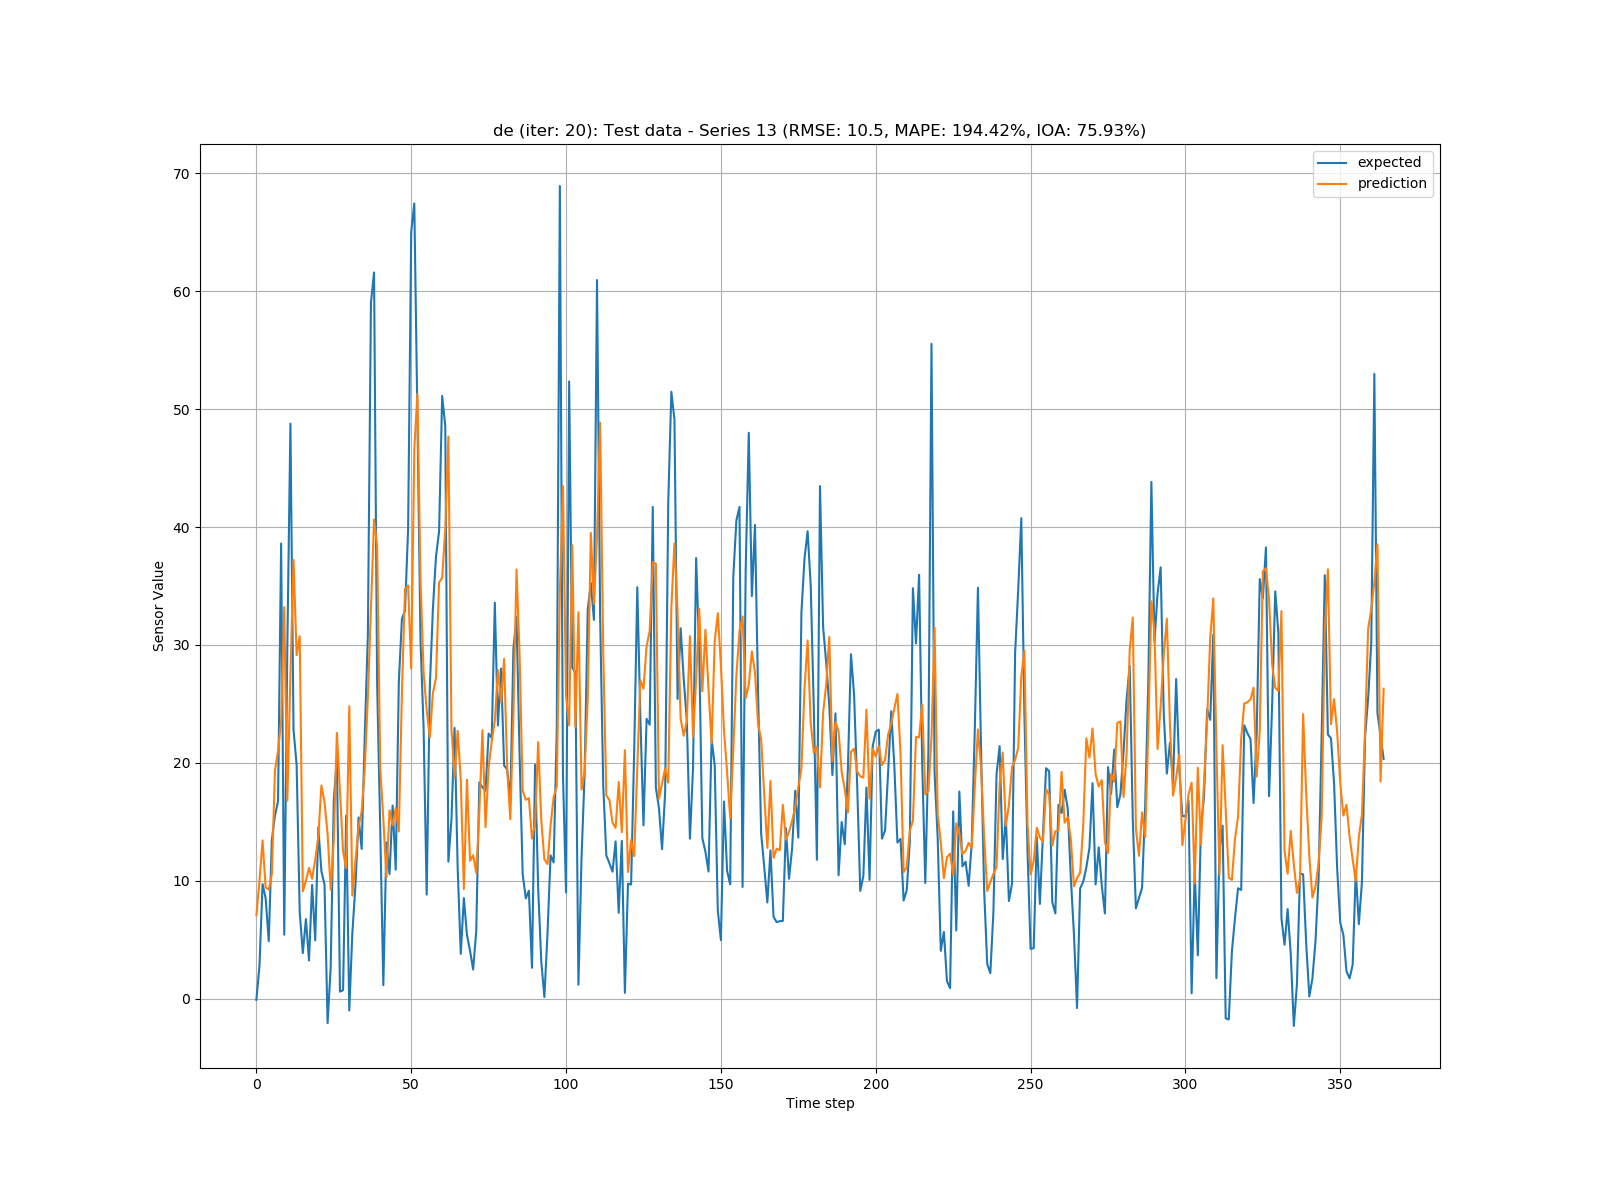 de (iter: 20): Test data - Series 13 (RMSE: 10.5, MAPE: 194.42%, IOA: 75.93%)
expected
prediction
70
60
50
40
30
20
10
0
Sensor Value
0 50 100 150 200 250 300 350
Time step